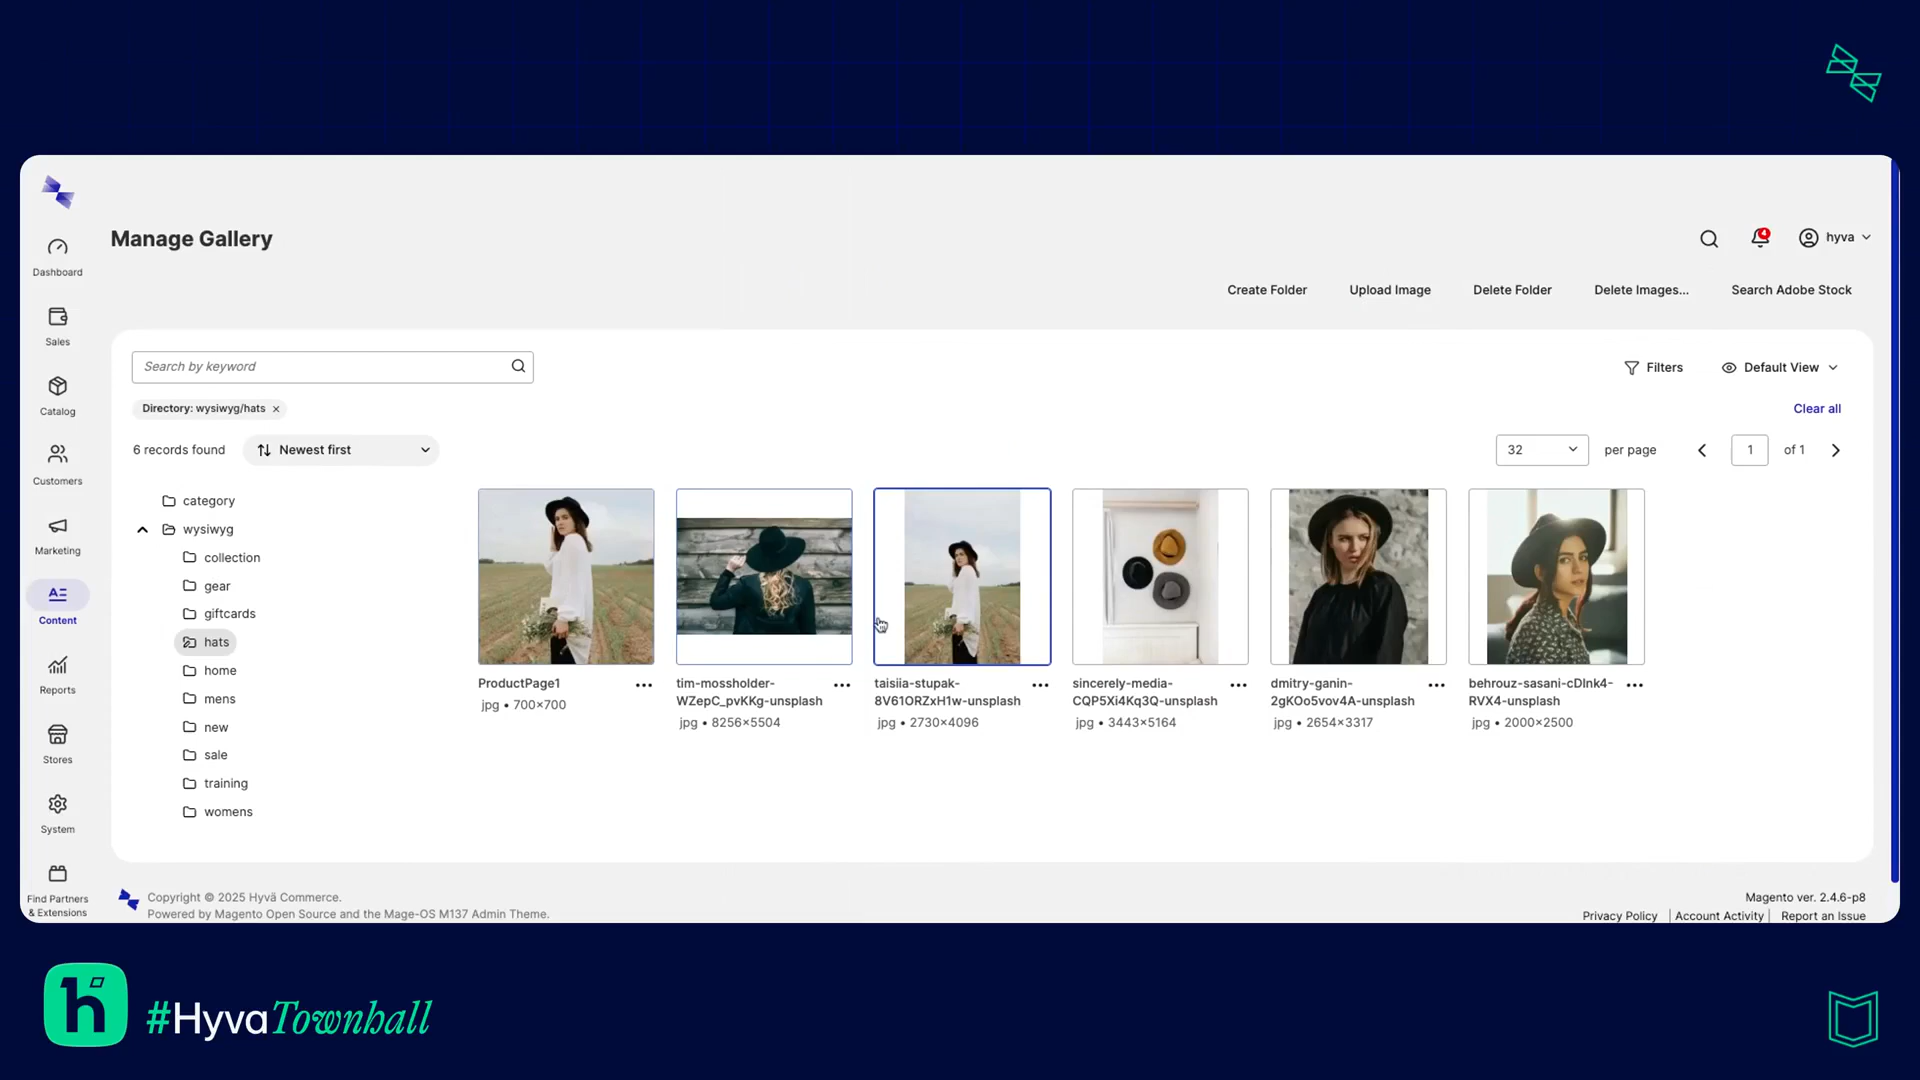 Manage Gallery
4
hyva
Create Folder
Upload Image
Delete Folder
Delete Images...
Search Adobe Stock
Dashboard
Sales
Catalog
Customers
Marketing
Content
Reports
Stores
System
Find Partners
& Extensions
Search by keyword
Filters
Default View
Directory: wysiwyg/hats
Clear all
6 records found
Newest first
32
per page
1
of 1
category
wysiwyg
collection
gear
giftcards
hats
home
mens
new
sale
training
womens
ProductPage1
jpg • 700×700
tim-mossholder-
WZepC_pvKKg-unsplash
jpg • 8256×5504
taisiia-stupak-
8V61ORZxH1w-unsplash
jpg • 2730×4096
sincerely-media-
CQP5Xi4Kq3Q-unsplash
jpg • 3443×5164
dmitry-ganin-
2gKOo5vov4A-unsplash
jpg • 2654×3317
behrouz-sasani-cDlnk4-
RVX4-unsplash
jpg • 2000×2500
Copyright © 2025 Hyvä Commerce.
Powered by Magento Open Source and the Mage-OS M137 Admin Theme.
Magento ver. 2.4.6-p8
Privacy Policy | Account Activity | Report an Issue
h
#HyvaTownhall